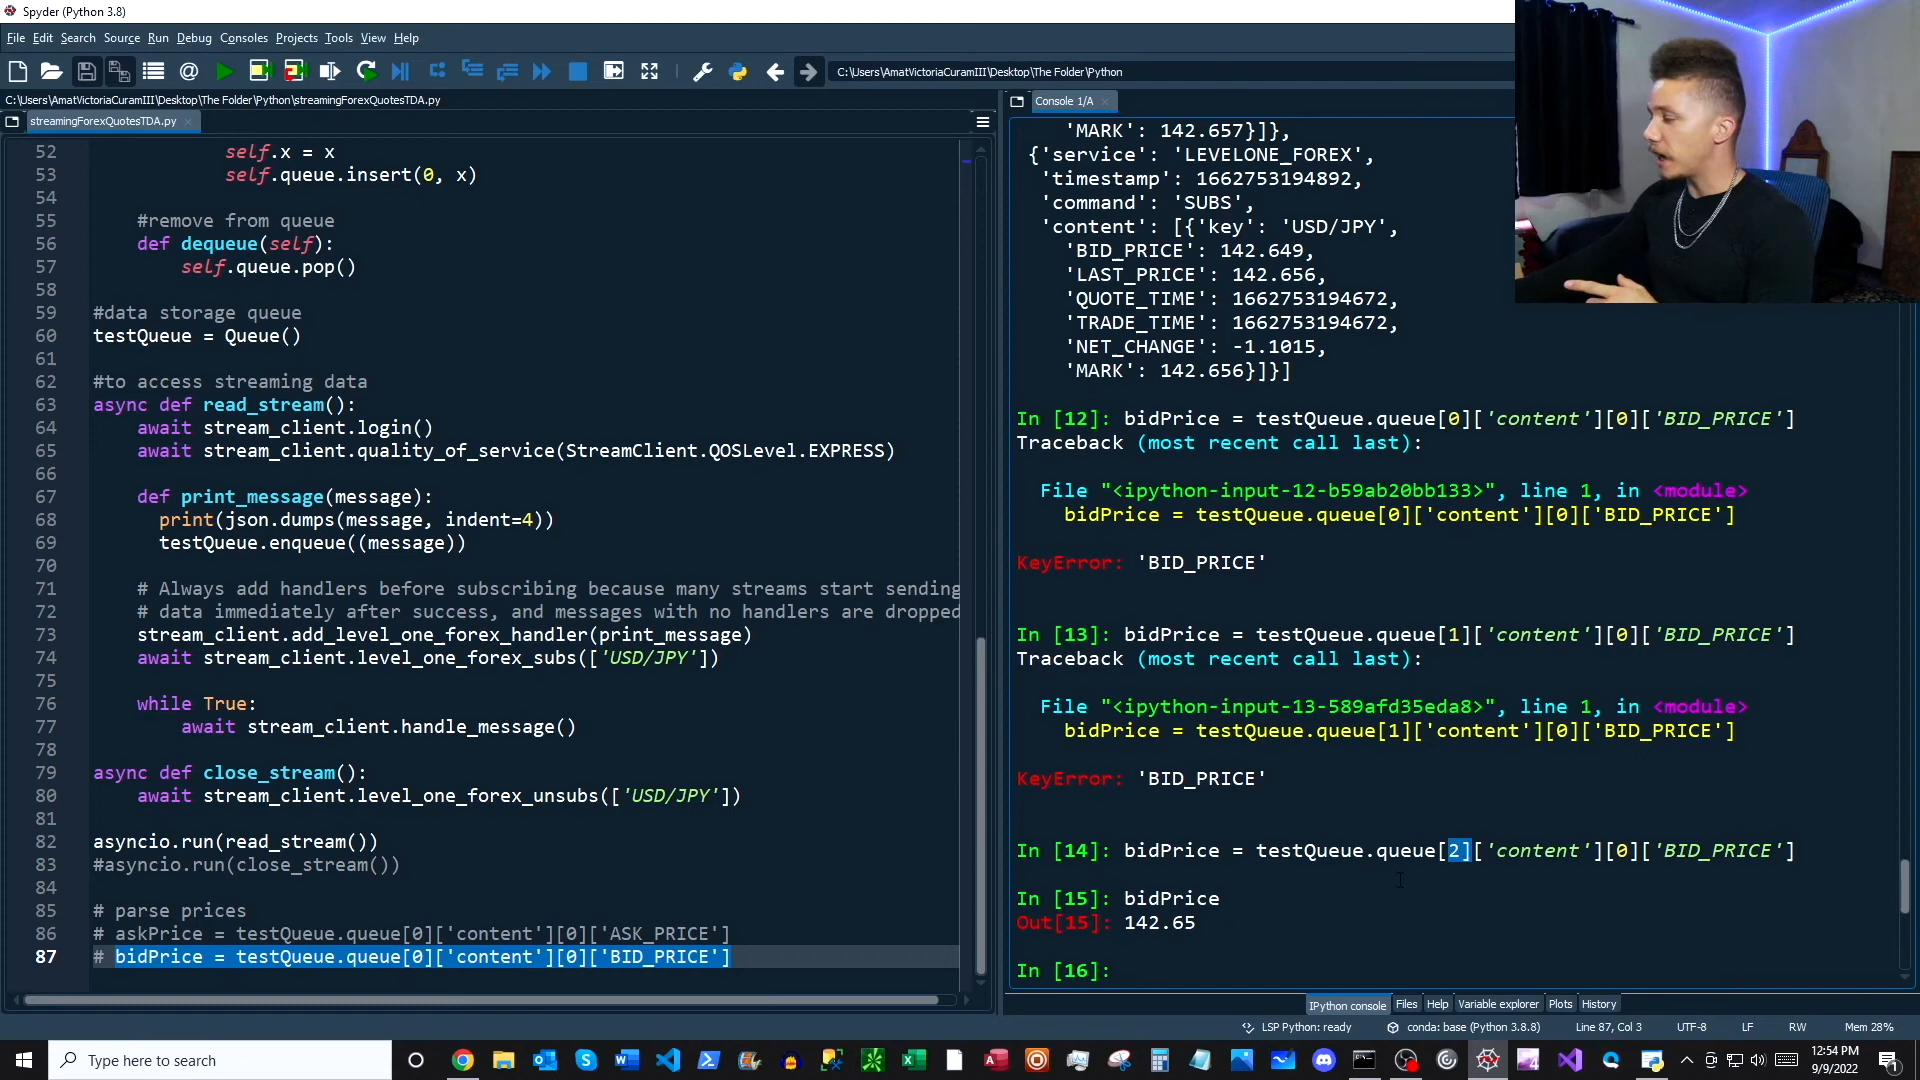 Spyder (Python 3.8)
File Edit Search Source Run Debug Consoles Projects Tools View Help
C:\Users\AmatVictoriaCuramIII\Desktop\The Folder\Python
C:\Users\AmatVictoriaCuramIII\Desktop\The Folder\Python\streamingForexQuotesTDA.py
streamingForexQuotesTDA.py
52 self.x = x
53 self.queue.insert(0, x)
54
55 #remove from queue
56 def dequeue(self):
57 self.queue.pop()
58
59 #data storage queue
60 testQueue = Queue()
61
62 #to access streaming data
63 async def read_stream():
64 await stream_client.login()
65 await stream_client.quality_of_service(StreamClient.QOSLevel.EXPRESS)
66
67 def print_message(message):
68 print(json.dumps(message, indent=4))
69 testQueue.enqueue((message))
70
71 # Always add handlers before subscribing because many streams start sending
72 # data immediately after success, and messages with no handlers are dropped
73 stream_client.add_level_one_forex_handler(print_message)
74 await stream_client.level_one_forex_subs(['USD/JPY'])
75
76 while True:
77 await stream_client.handle_message()
78
79 async def close_stream():
80 await stream_client.level_one_forex_unsubs(['USD/JPY'])
81
82 asyncio.run(read_stream())
83 #asyncio.run(close_stream())
84
85 # parse prices
86 # askPrice = testQueue.queue[0]['content'][0]['ASK_PRICE']
87 # bidPrice = testQueue.queue[0]['content'][0]['BID_PRICE']
Console 1/A
'MARK': 142.657}]},
{'service': 'LEVELONE_FOREX',
'timestamp': 1662753194892,
'command': 'SUBS',
'content': [{'key': 'USD/JPY',
'BID_PRICE': 142.649,
'LAST_PRICE': 142.656,
'QUOTE_TIME': 1662753194672,
'TRADE_TIME': 1662753194672,
'NET_CHANGE': -1.1015,
'MARK': 142.656}]}]
In [12]: bidPrice = testQueue.queue[0]['content'][0]['BID_PRICE']
Traceback (most recent call last):
File "<ipython-input-12-b59ab20bb133>", line 1, in <module>
bidPrice = testQueue.queue[0]['content'][0]['BID_PRICE']
KeyError: 'BID_PRICE'
In [13]: bidPrice = testQueue.queue[1]['content'][0]['BID_PRICE']
Traceback (most recent call last):
File "<ipython-input-13-589afd35eda8>", line 1, in <module>
bidPrice = testQueue.queue[1]['content'][0]['BID_PRICE']
KeyError: 'BID_PRICE'
In [14]: bidPrice = testQueue.queue[2]['content'][0]['BID_PRICE']
In [15]: bidPrice
Out[15]: 142.65
In [16]:
IPython console Files Help Variable explorer Plots History
LSP Python: ready conda: base (Python 3.8.8) Line 87, Col 3 UTF-8 LF RW Mem 28%
Type here to search
12:54 PM
9/9/2022